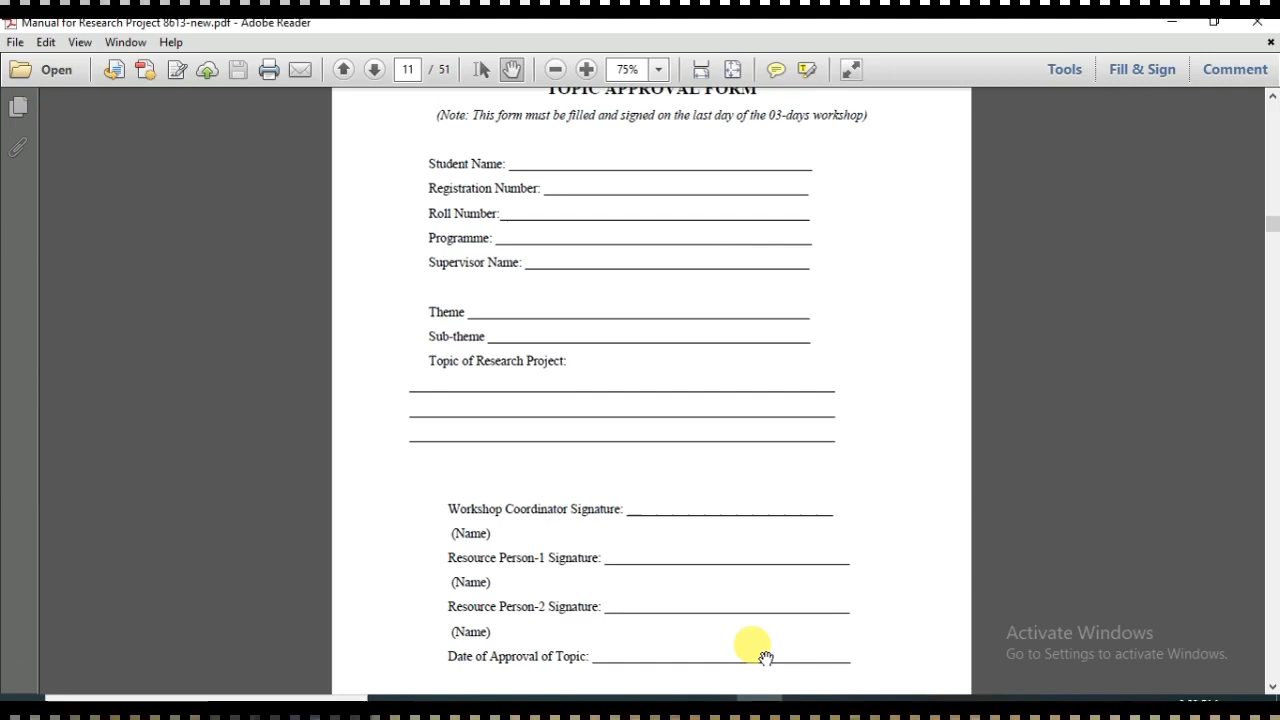 Manual for Research Project 8613-new.pdf - Adobe Reader
File Edit View Window Help
Open 11 / 51 75% Tools Fill & Sign Comment
TOPIC APPROVAL FORM
(Note: This form must be filled and signed on the last day of the 03-days workshop)
Student Name:
Registration Number:
Roll Number:
Programme:
Supervisor Name:
Theme
Sub-theme
Topic of Research Project:
Workshop Coordinator Signature:
(Name)
Resource Person-1 Signature:
(Name)
Resource Person-2 Signature:
(Name)
Date of Approval of Topic:
Activate Windows
Go to Settings to activate Windows.